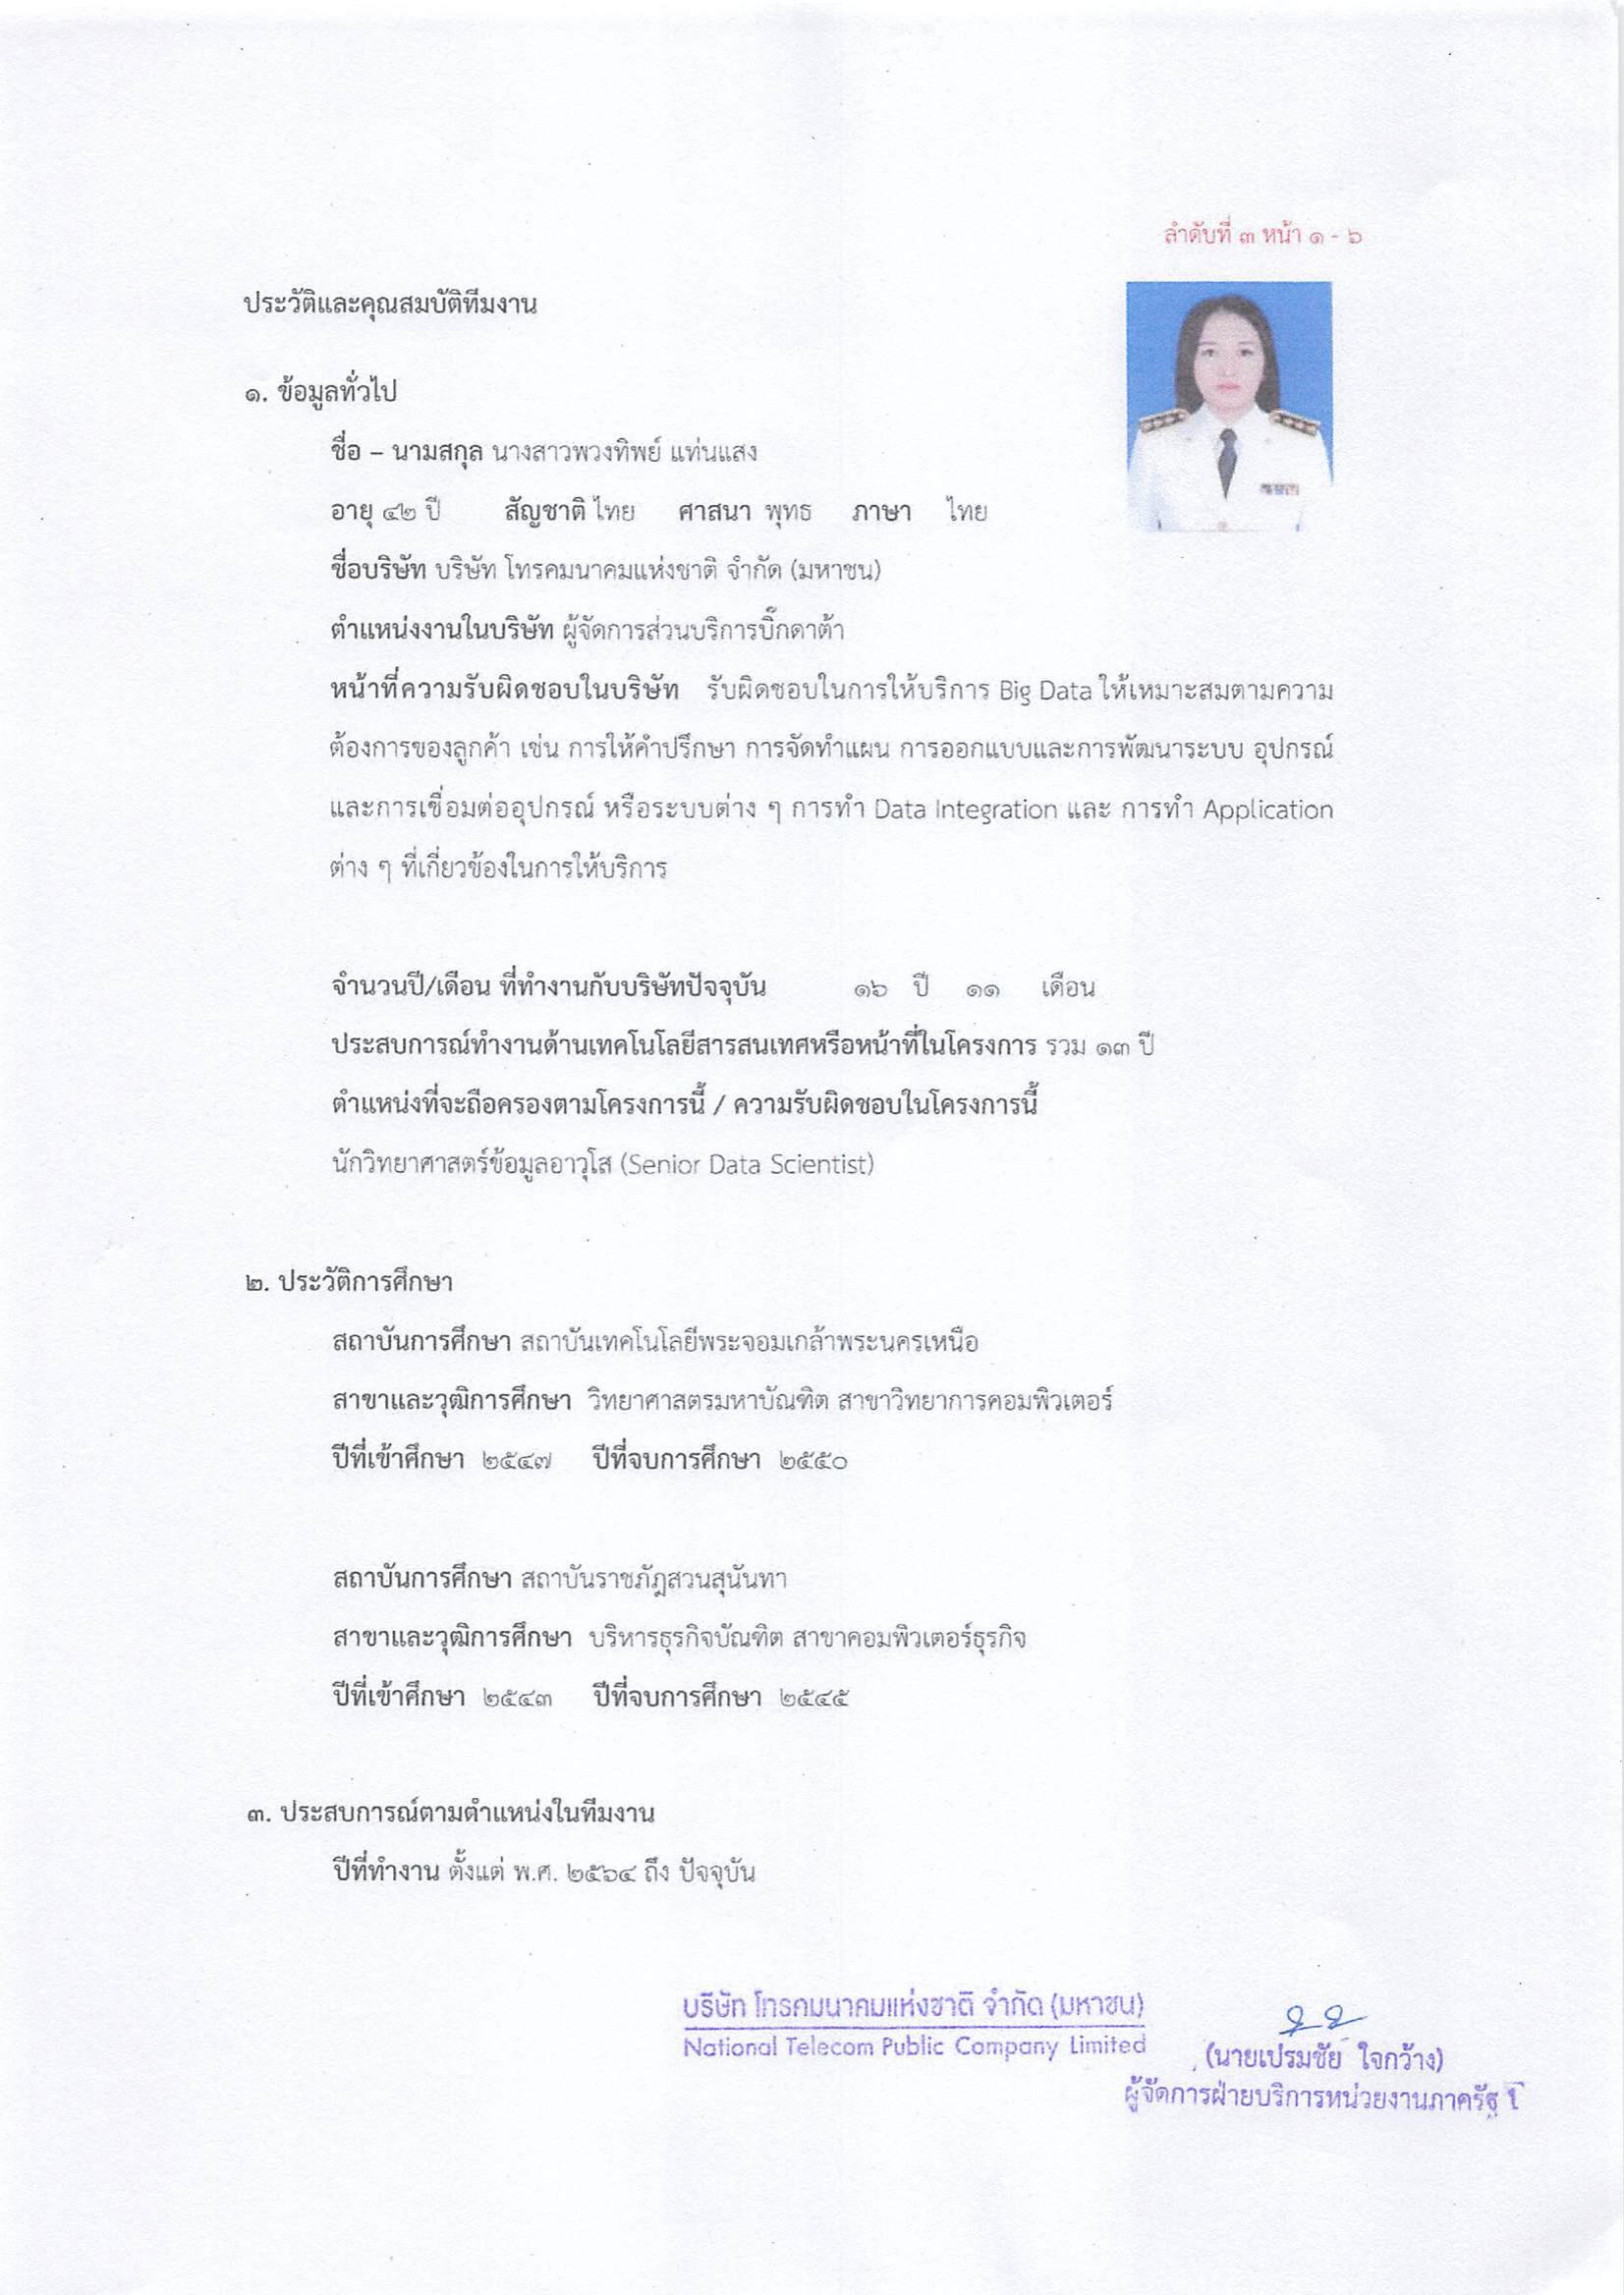 ลำดับที่ ๓ หน้า ๑ - ๖
ประวัติและคุณสมบัติทีมงาน
๑. ข้อมูลทั่วไป
ชื่อ – นามสกุล นางสาวพวงทิพย์ แท่นแสง
อายุ ๔๒ ปี สัญชาติ ไทย ศาสนา พุทธ ภาษา ไทย
ชื่อบริษัท บริษัท โทรคมนาคมแห่งชาติ จำกัด (มหาชน)
ตำแหน่งงานในบริษัท ผู้จัดการส่วนบริการบิ๊กดาต้า
หน้าที่ความรับผิดชอบในบริษัท รับผิดชอบในการให้บริการ Big Data ให้เหมาะสมตามความ
ต้องการของลูกค้า เช่น การให้คำปรึกษา การจัดทำแผน การออกแบบและการพัฒนาระบบ อุปกรณ์
และการเชื่อมต่ออุปกรณ์ หรือระบบต่าง ๆ การทำ Data Integration และ การทำ Application
ต่าง ๆ ที่เกี่ยวข้องในการให้บริการ
จำนวนปี/เดือน ที่ทำงานกับบริษัทปัจจุบัน ๑๖ ปี ๑๑ เดือน
ประสบการณ์ทำงานด้านเทคโนโลยีสารสนเทศหรือหน้าที่ในโครงการ รวม ๑๓ ปี
ตำแหน่งที่จะถือครองตามโครงการนี้ / ความรับผิดชอบในโครงการนี้
นักวิทยาศาสตร์ข้อมูลอาวุโส (Senior Data Scientist)
๒. ประวัติการศึกษา
สถาบันการศึกษา สถาบันเทคโนโลยีพระจอมเกล้าพระนครเหนือ
สาขาและวุฒิการศึกษา วิทยาศาสตรมหาบัณฑิต สาขาวิทยาการคอมพิวเตอร์
ปีที่เข้าศึกษา ๒๕๔๗ ปีที่จบการศึกษา ๒๕๕๐
สถาบันการศึกษา สถาบันราชภัฎสวนสุนันทา
สาขาและวุฒิการศึกษา บริหารธุรกิจบัณฑิต สาขาคอมพิวเตอร์ธุรกิจ
ปีที่เข้าศึกษา ๒๕๔๓ ปีที่จบการศึกษา ๒๕๔๕
๓. ประสบการณ์ตามตำแหน่งในทีมงาน
ปีที่ทำงาน ตั้งแต่ พ.ศ. ๒๕๖๔ ถึง ปัจจุบัน
บริษัท โทรคมนาคมแห่งชาติ จำกัด (มหาชน)
National Telecom Public Company Limited
(นายเปรมชัย ใจกว้าง)
ผู้จัดการฝ่ายบริการหน่วยงานภาครัฐ